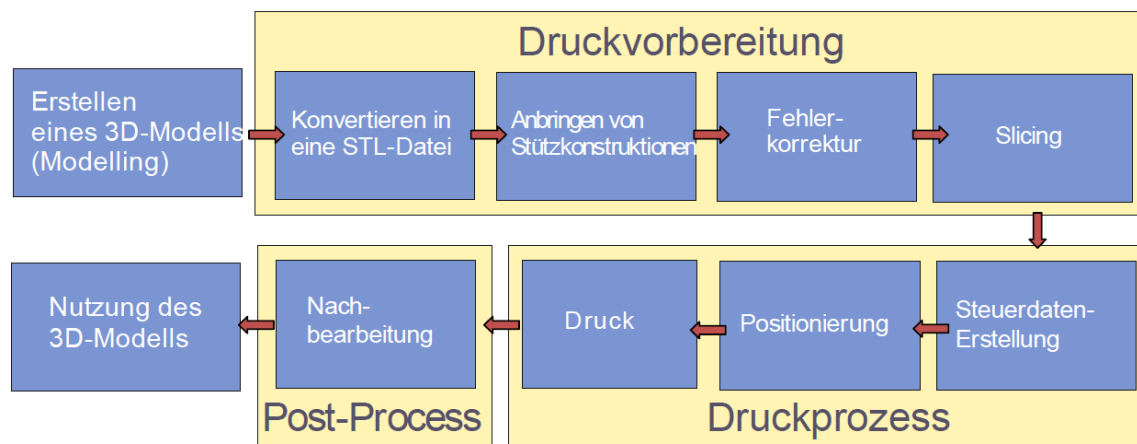 Druckvorbereitung
Erstellen
eines 3D-Modells
(Modelling)
Konvertieren in
eine STL-Datei
Anbringen von
Stützkonstruktionen
Fehler-
korrektur
Slicing
Steuerdaten-
Erstellung
Positionierung
Druck
Druckprozess
Nach-
bearbeitung
Post-Process
Nutzung des
3D-Modells